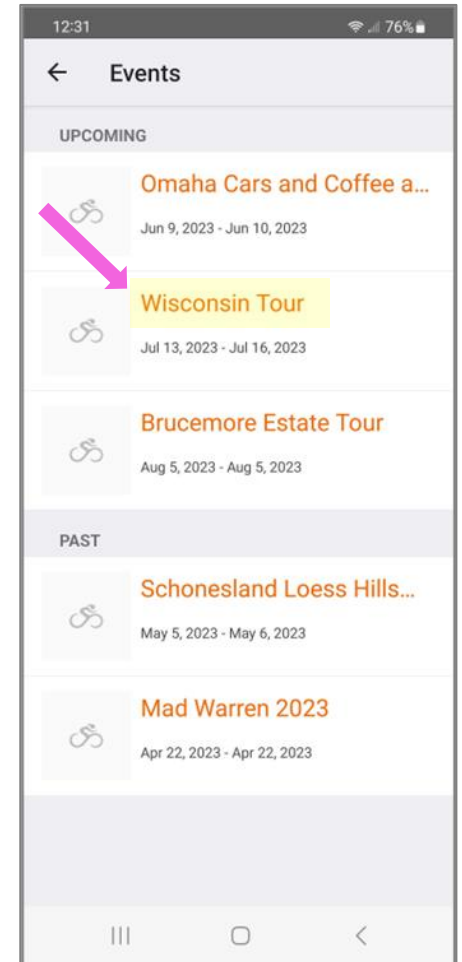 12:31 76%
Events
UPCOMING
Omaha Cars and Coffee a...
Jun 9, 2023 - Jun 10, 2023
Wisconsin Tour
Jul 13, 2023 - Jul 16, 2023
Brucemore Estate Tour
Aug 5, 2023 - Aug 5, 2023
PAST
Schonesland Loess Hills...
May 5, 2023 - May 6, 2023
Mad Warren 2023
Apr 22, 2023 - Apr 22, 2023